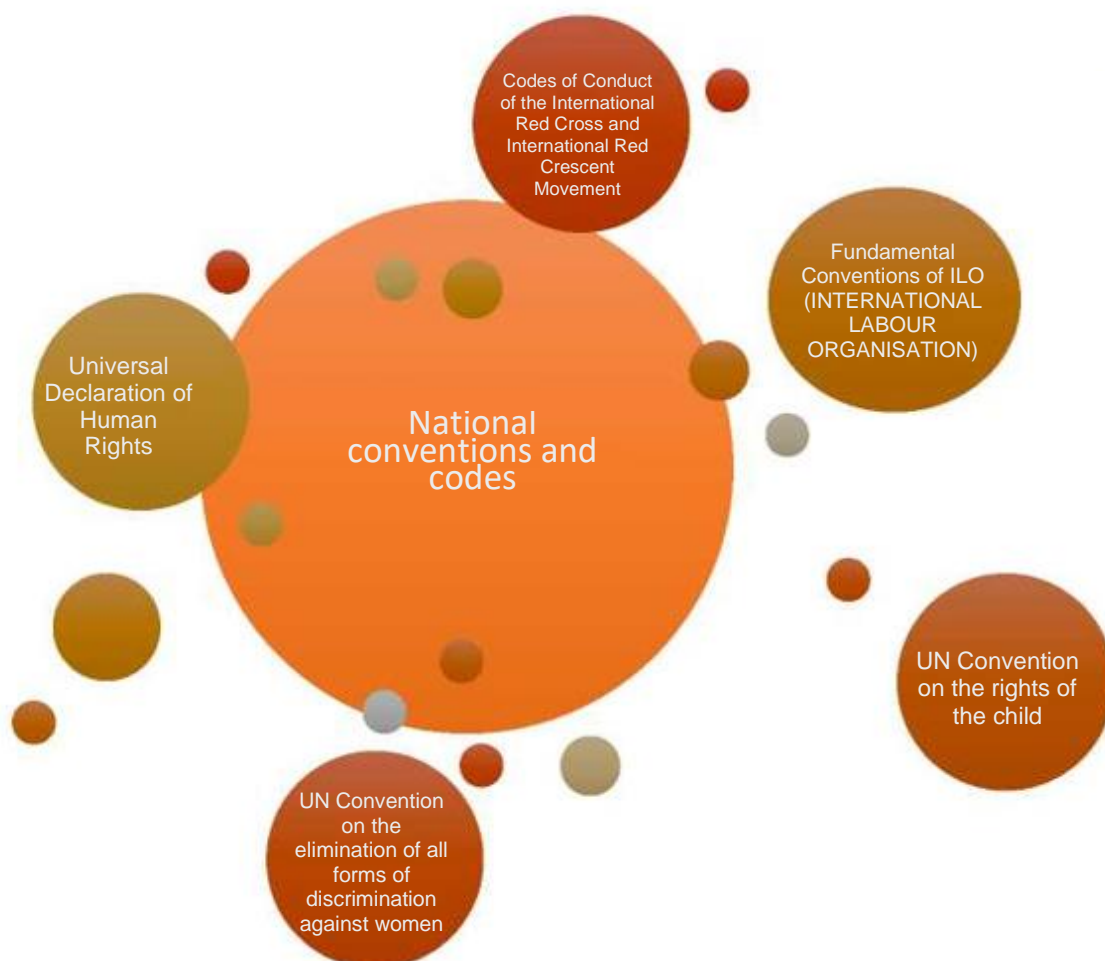 Codes of Conduct
of the International
Red Cross and
International Red
Crescent
Movement
Fundamental
Conventions of ILO
(INTERNATIONAL
LABOUR
ORGANISATION)
Universal
Declaration of
Human
Rights
National
conventions and
codes
UN Convention
on the rights of
the child
UN Convention
on the
elimination of all
forms of
discrimination
against women